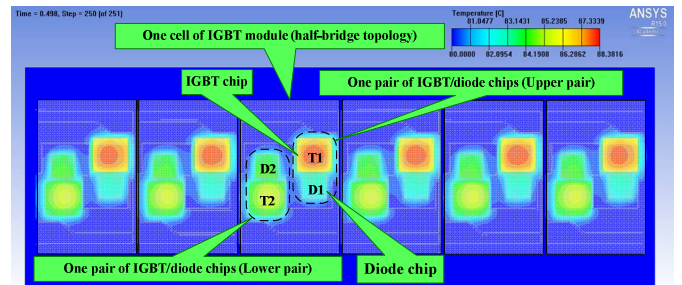 Time = 0.498, Step = 250 (of 251)
Temperature [C]
81.0477 83.1431 85.2385 87.3339
80.0000 82.0954 84.1908 86.2862 88.3816
ANSYS
R15.0
Academic
One cell of IGBT module (half-bridge topology)
IGBT chip
One pair of IGBT/diode chips (Upper pair)
T1
D2
D1
T2
One pair of IGBT/diode chips (Lower pair)
Diode chip